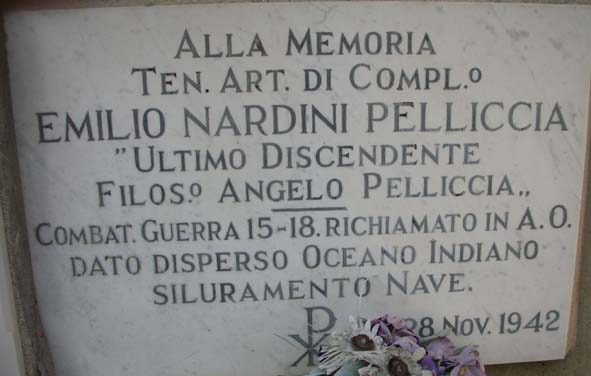 ALLA MEMORIA
TEN. ART. DI COMPL.º
EMILIO NARDINI PELLICCIA
"ULTIMO DISCENDENTE
FILOS.º ANGELO PELLICCIA„
COMBAT. GUERRA 15-18. RICHIAMATO IN A.O.
DATO DISPERSO OCEANO INDIANO
SILURAMENTO NAVE.
28 NOV. 1942